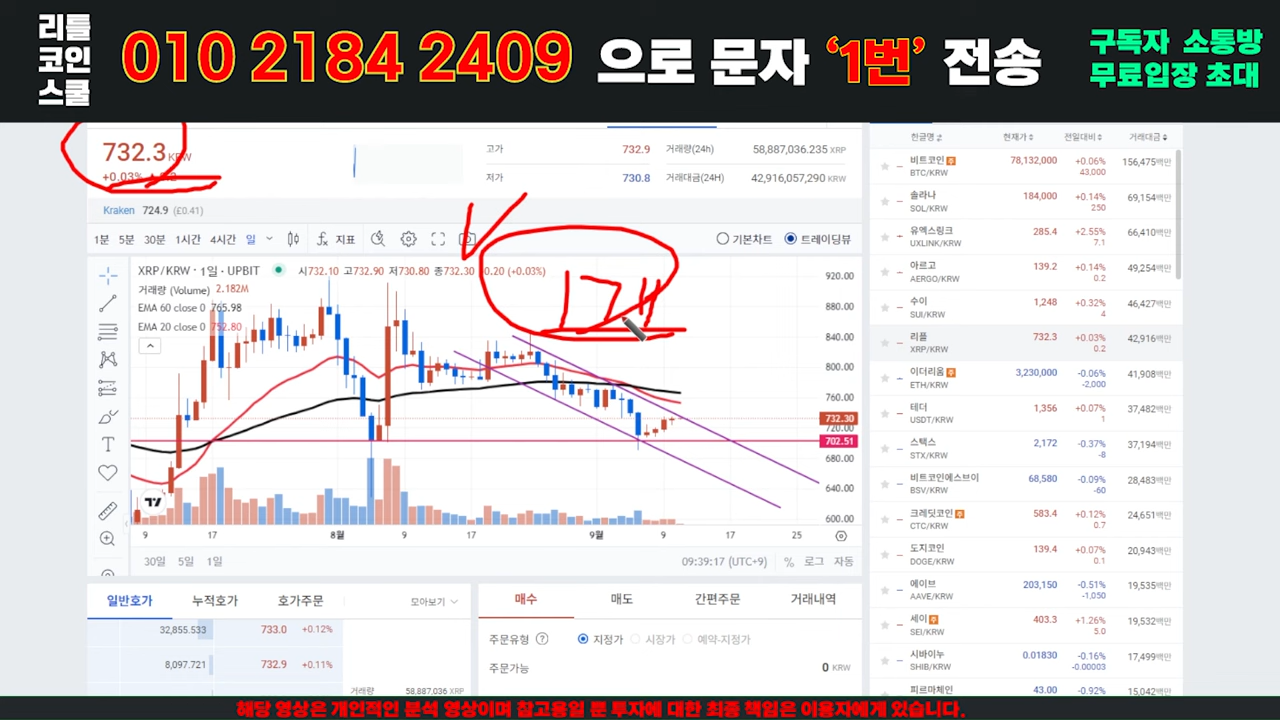 리틀
코인
스쿨
010 2184 2409 으로 문자 ‘1번’ 전송
구독자 소통방
무료입장 초대
732.3 KRW
+0.03%
고가 732.9 거래량(24h) 58,887,036.235 XRP
저가 730.8 거래대금(24H) 42,916,057,290 KRW
Kraken 724.9 (£0.41)
1분 5분 30분 1시간 4시간 일 지표 기본차트 트레이딩뷰
XRP/KRW · 1일 · UPBIT 시732.10 고732.90 저730.80 종732.30 0.20 (+0.03%)
거래량 (Volume) 2.182M
EMA 60 close 0 765.98
EMA 20 close 0 752.80
920.00
880.00
840.00
800.00
760.00
732.30
720.00
702.51
680.00
640.00
600.00
9 17 8월 9 17 9월 9 17 25
30일 5일 1일 09:39:17 (UTC+9) % 로그 자동
일반호가 누적호가 호가주문 모아보기
32,855.533 733.0 +0.12%
8,097.721 732.9 +0.11%
거래량 58,887,036 XRP
매수 매도 간편주문 거래내역
주문유형 지정가 시장가 예약-지정가
주문가능 0 KRW
한글명 현재가 전일대비 거래대금
비트코인 주 78,132,000 +0.06% 156,475백만
BTC/KRW 43,000
솔라나 184,000 +0.14% 69,154백만
SOL/KRW 250
유엑스링크 285.4 +2.55% 66,410백만
UXLINK/KRW 7.1
아르고 139.2 +0.14% 49,254백만
AERGO/KRW 0.2
수이 1,248 +0.32% 46,427백만
SUI/KRW 4
리플 732.3 +0.03% 42,916백만
XRP/KRW 0.2
이더리움 주 3,230,000 -0.06% 41,908백만
ETH/KRW -2,000
테더 1,356 +0.07% 37,482백만
USDT/KRW 1
스텍스 2,172 -0.37% 37,194백만
STX/KRW -8
비트코인에스브이 68,580 -0.09% 28,483백만
BSV/KRW -60
크레딧코인 주 583.4 +0.12% 24,651백만
CTC/KRW 0.7
도지코인 139.4 +0.07% 20,943백만
DOGE/KRW 0.1
에이브 203,150 -0.51% 19,535백만
AAVE/KRW -1,050
세이 주 403.3 +1.26% 19,532백만
SEI/KRW 5.0
시바이누 0.01830 -0.16% 17,499백만
SHIB/KRW -0.00003
피르마체인 43.00 -0.92% 15,042백만
해당 영상은 개인적인 분석 영상이며 참고용일 뿐 투자에 대한 최종 책임은 이용자에게 있습니다.